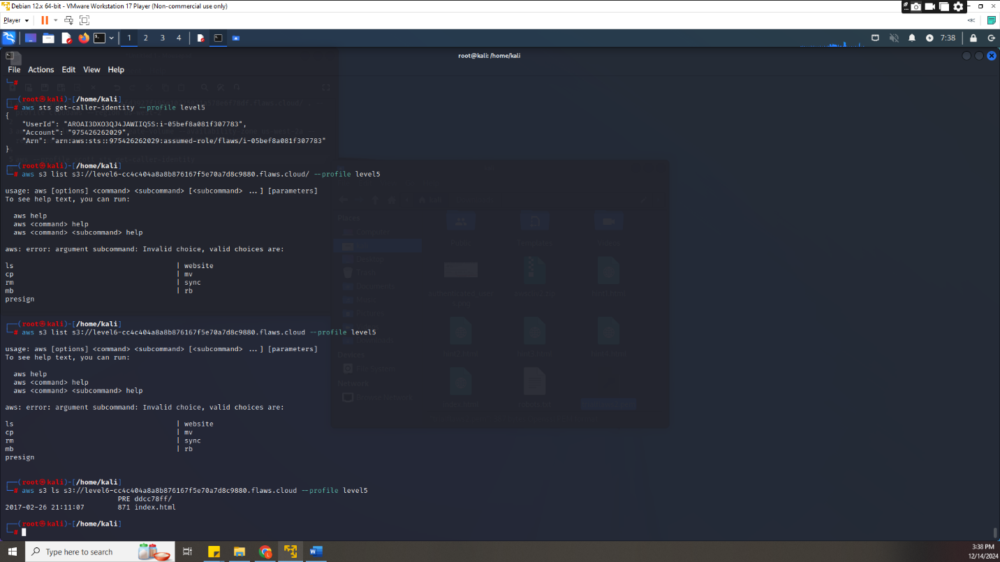 Debian 12.x 64-bit - VMware Workstation 17 Player (Non-commercial use only)
Player
1 2 3 4
7:38
root@kali: /home/kali
File Actions Edit View Help
└─#
┌──(root㉿kali)-[/home/kali]
└─# aws sts get-caller-identity --profile level5
{
"UserId": "AROAI3DXO3QJ4JAWIIQ5S:i-05bef8a081f307783",
"Account": "975426262029",
"Arn": "arn:aws:sts::975426262029:assumed-role/flaws/i-05bef8a081f307783"
}
┌──(root㉿kali)-[/home/kali]
└─# aws s3 list s3://level6-cc4c404a8a8b876167f5e70a7d8c9880.flaws.cloud/ --profile level5
usage: aws [options] <command> <subcommand> [<subcommand> ...] [parameters]
To see help text, you can run:
aws help
aws <command> help
aws <command> <subcommand> help
aws: error: argument subcommand: Invalid choice, valid choices are:
ls | website
cp | mv
rm | sync
mb | rb
presign
┌──(root㉿kali)-[/home/kali]
└─# aws s3 list s3://level6-cc4c404a8a8b876167f5e70a7d8c9880.flaws.cloud --profile level5
usage: aws [options] <command> <subcommand> [<subcommand> ...] [parameters]
To see help text, you can run:
aws help
aws <command> help
aws <command> <subcommand> help
aws: error: argument subcommand: Invalid choice, valid choices are:
ls | website
cp | mv
rm | sync
mb | rb
presign
┌──(root㉿kali)-[/home/kali]
└─# aws s3 ls s3://level6-cc4c404a8a8b876167f5e70a7d8c9880.flaws.cloud --profile level5
PRE ddcc78ff/
2017-02-26 21:11:07 871 index.html
┌──(root㉿kali)-[/home/kali]
└─#
Type here to search
3:38 PM
12/14/2024